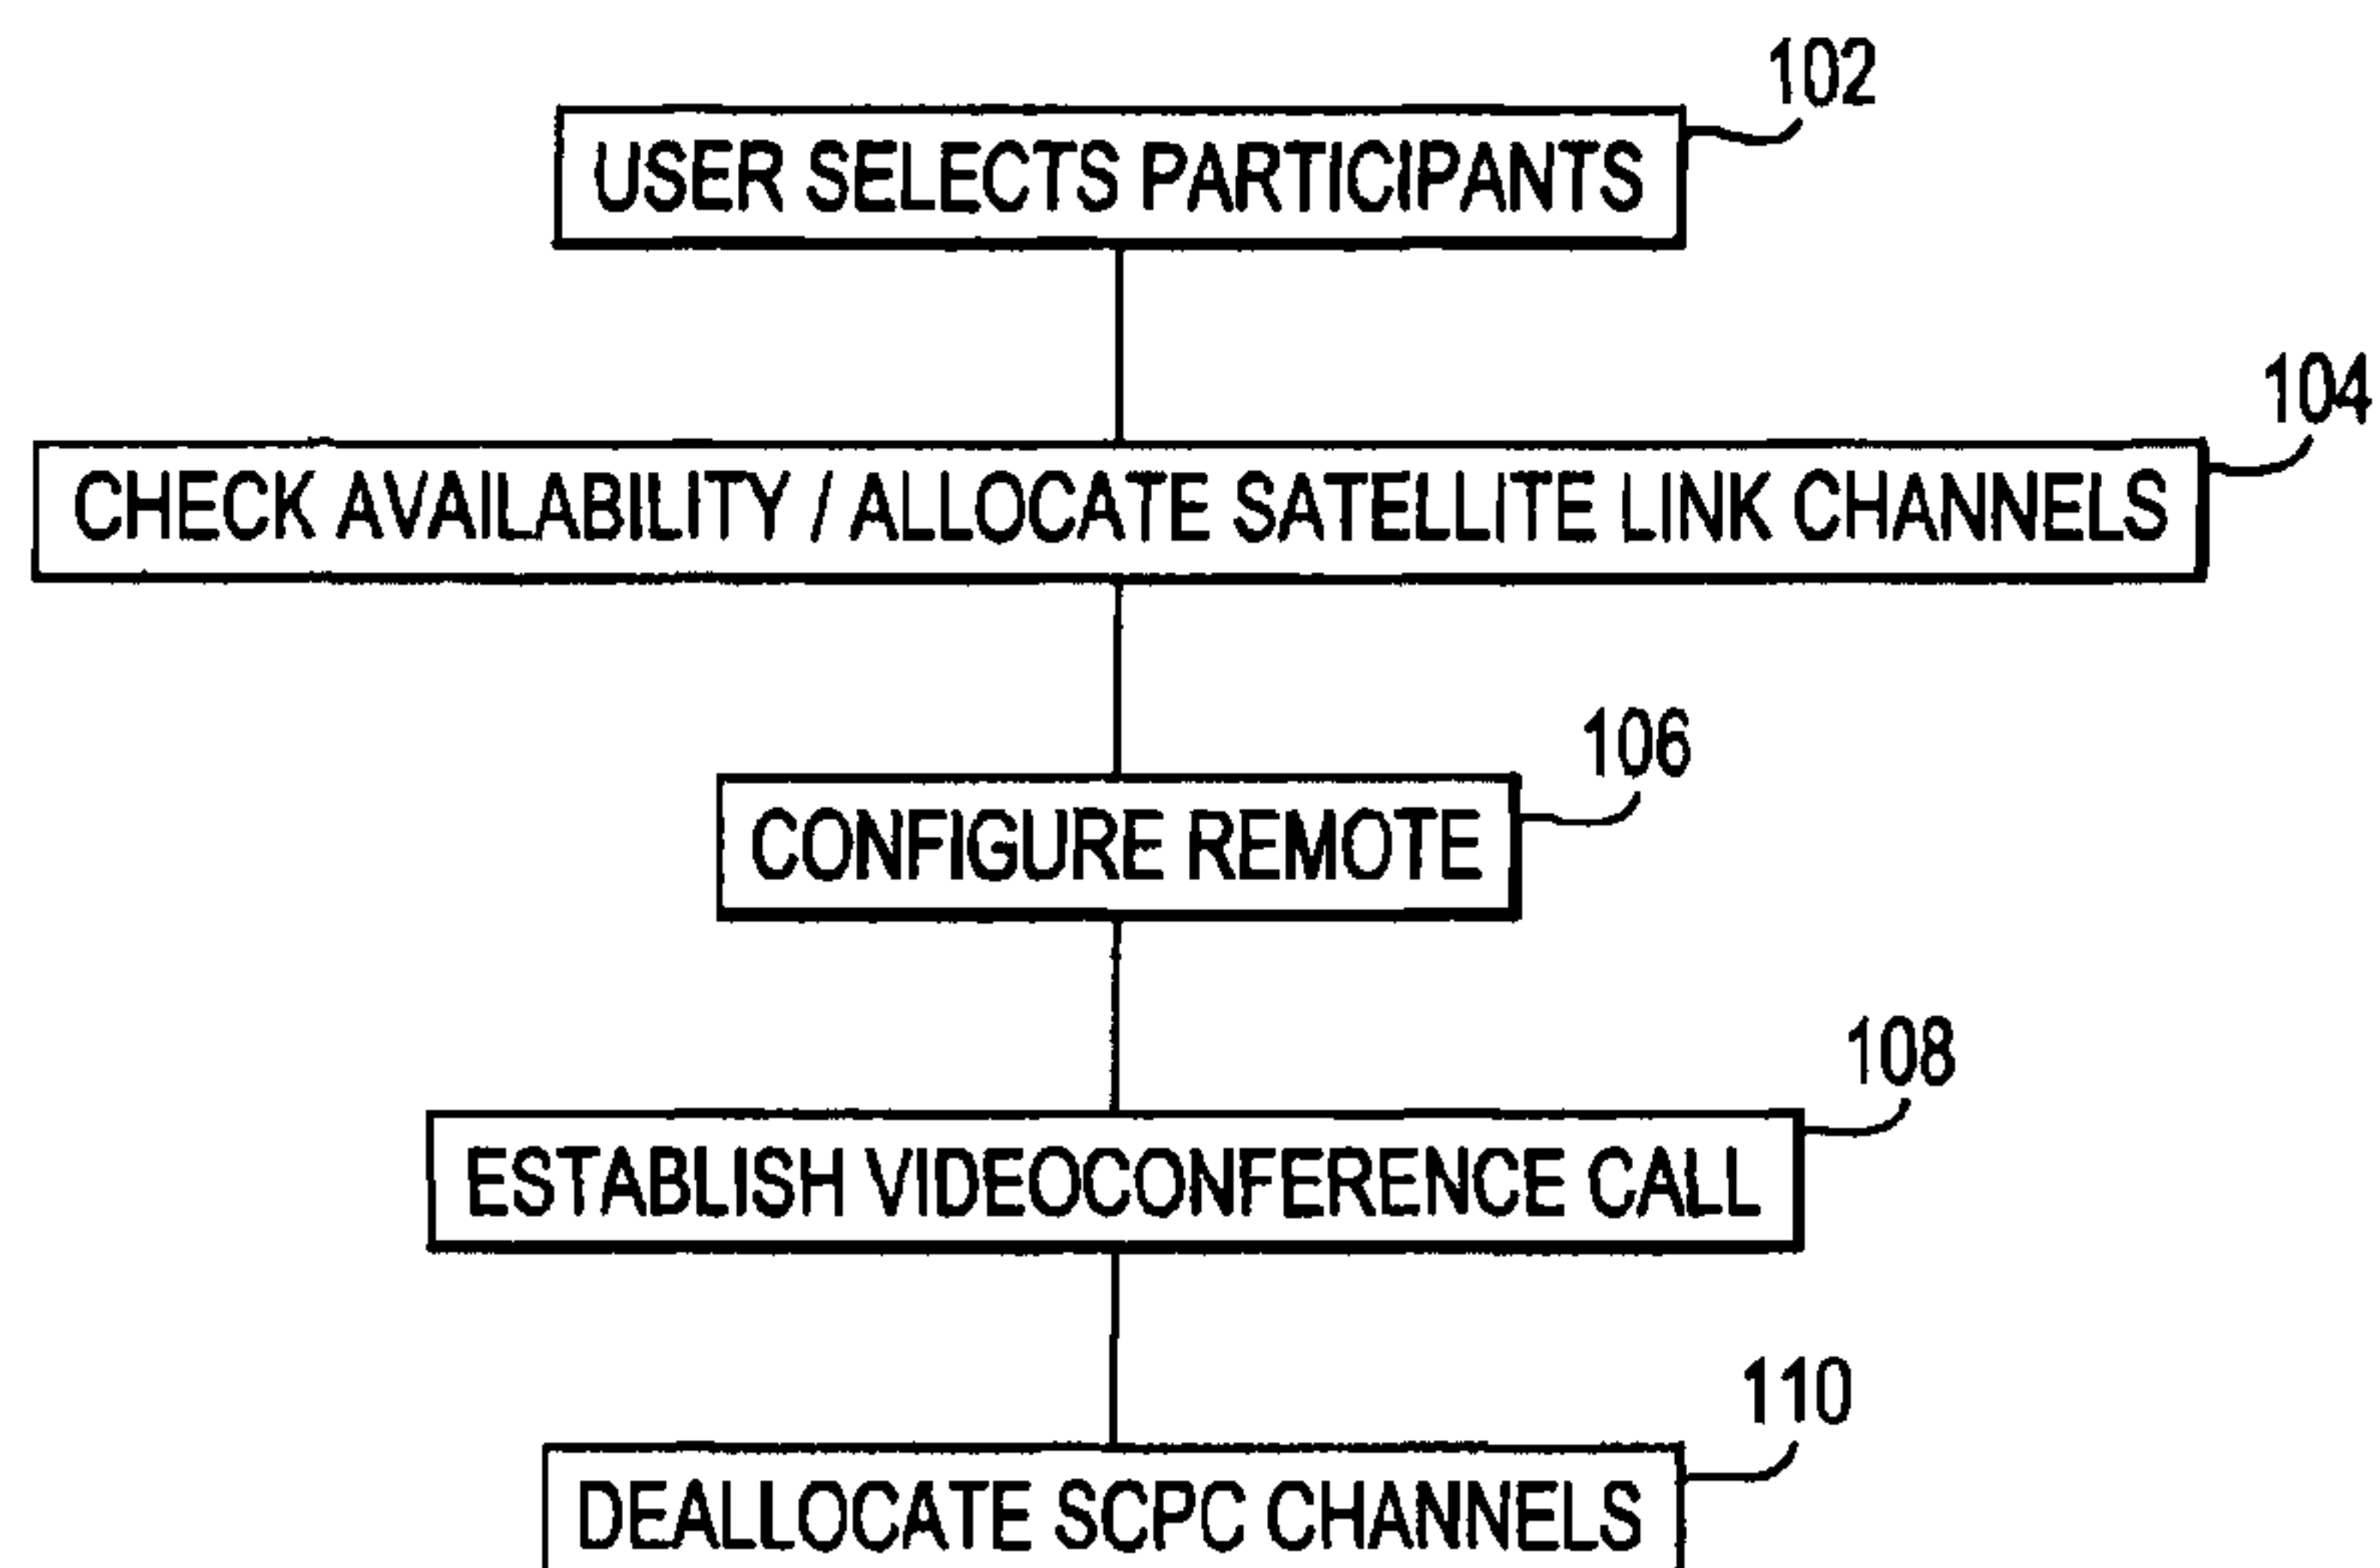 102
USER SELECTS PARTICIPANTS
104
CHECK AVAILABILITY / ALLOCATE SATELLITE LINK CHANNELS
106
CONFIGURE REMOTE
108
ESTABLISH VIDEOCONFERENCE CALL
110
DEALLOCATE SCPC CHANNELS